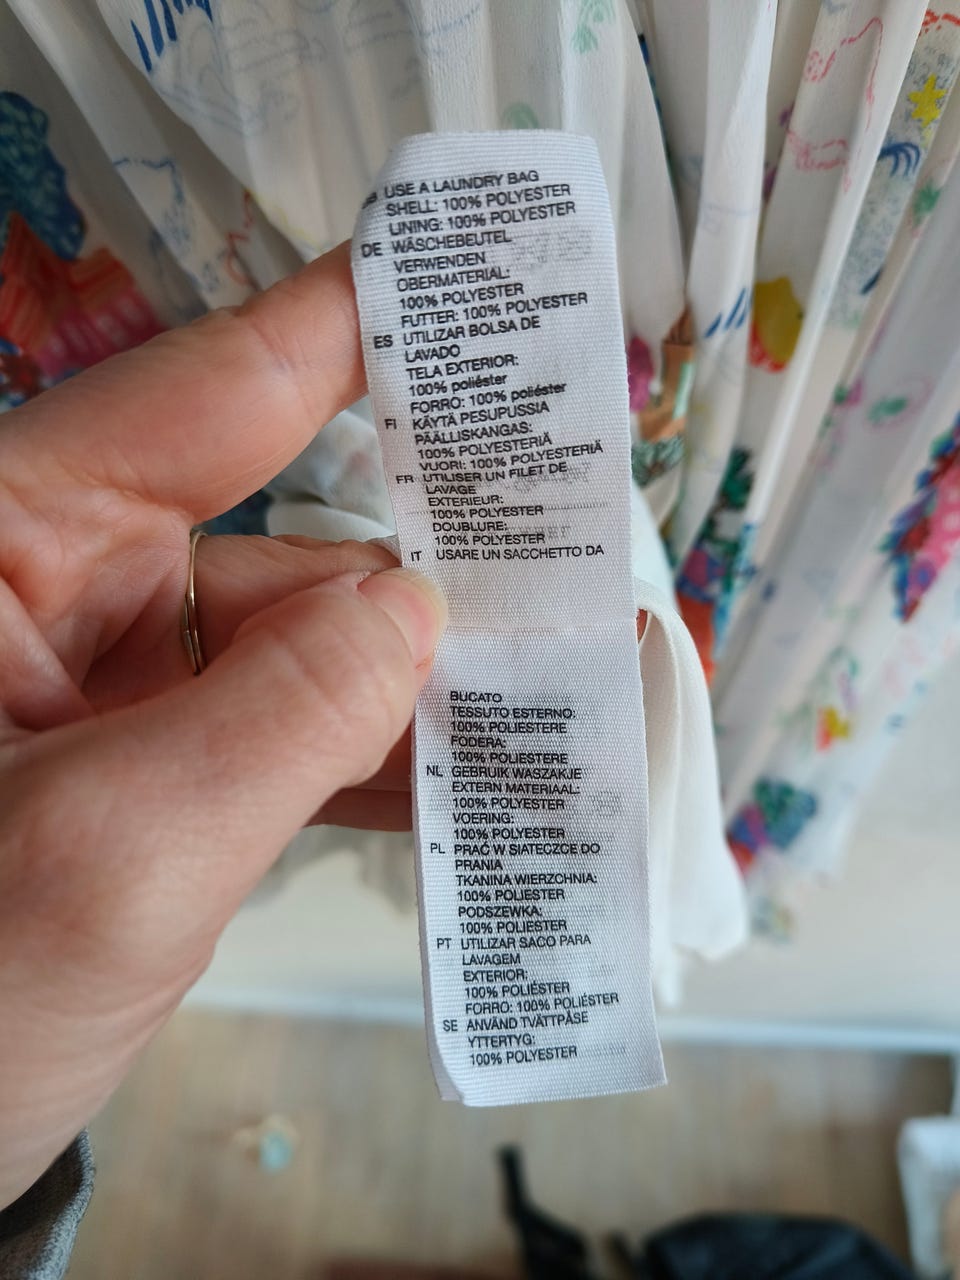 USE A LAUNDRY BAG
SHELL: 100% POLYESTER
LINING: 100% POLYESTER
DE WÄSCHEBEUTEL
VERWENDEN
OBERMATERIAL:
100% POLYESTER
FUTTER: 100% POLYESTER
ES UTILIZAR BOLSA DE
LAVADO
TELA EXTERIOR:
100% poliéster
FORRO: 100% poliéster
FI KÄYTÄ PESUPUSSIA
PÄÄLLISKANGAS:
100% POLYESTERIÄ
VUORI: 100% POLYESTERIÄ
FR UTILISER UN FILET DE
LAVAGE
EXTERIEUR:
100% POLYESTER
DOUBLURE:
100% POLYESTER
IT USARE UN SACCHETTO DA
BUCATO
TESSUTO ESTERNO:
100% POLIESTERE
FODERA:
100% POLIESTERE
NL GEBRUIK WASZAKJE
EXTERN MATERIAAL:
100% POLYESTER
VOERING:
100% POLYESTER
PL PRAĆ W SIATECZCE DO
PRANIA
TKANINA WIERZCHNIA:
100% POLIESTER
PODSZEWKA:
100% POLIESTER
PT UTILIZAR SACO PARA
LAVAGEM
EXTERIOR:
100% POLIÉSTER
FORRO: 100% POLIÉSTER
SE ANVÄND TVÄTTPÅSE
YTTERTYG:
100% POLYESTER